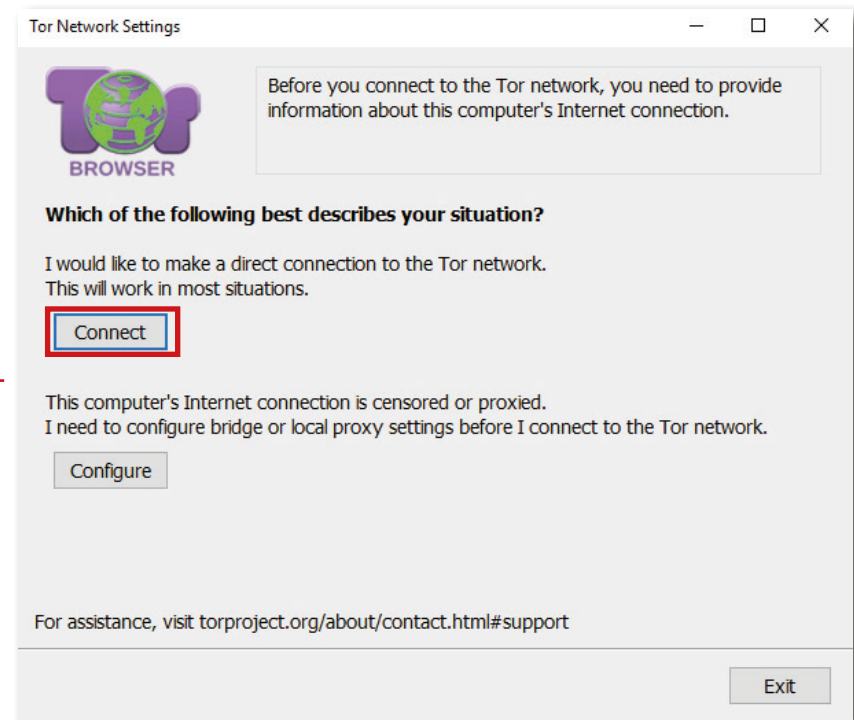 Tor Network Settings
Tor
BROWSER
Before you connect to the Tor network, you need to provide
information about this computer's Internet connection.
Which of the following best describes your situation?
I would like to make a direct connection to the Tor network.
This will work in most situations.
Connect
This computer's Internet connection is censored or proxied.
I need to configure bridge or local proxy settings before I connect to the Tor network.
Configure
For assistance, visit torproject.org/about/contact.html#support
Exit